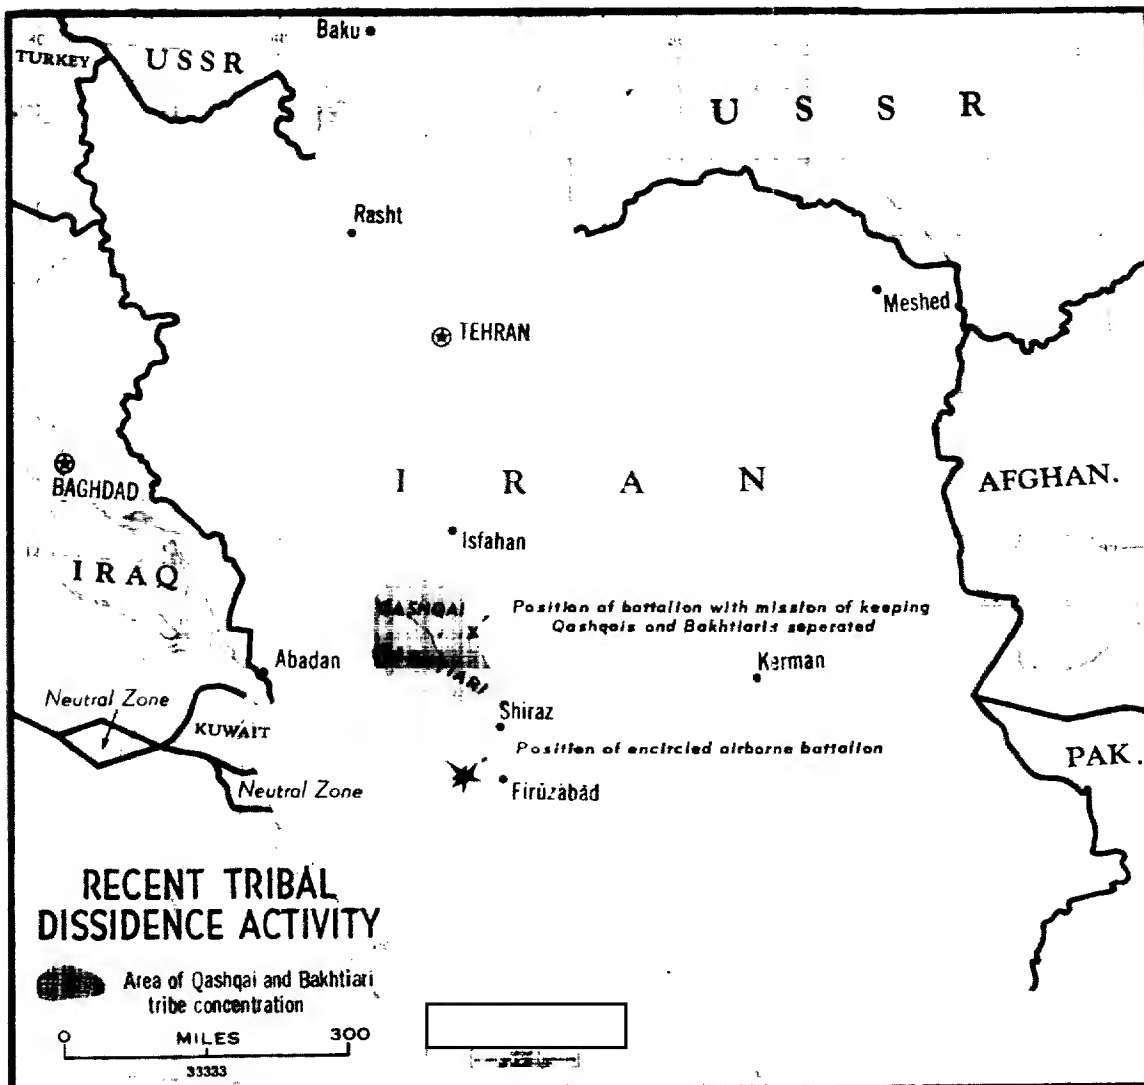 Baku
TURKEY
USSR
U S S R
Rasht
Meshed
TEHRAN
BAGHDAD
I R A N
AFGHAN.
Isfahan
IRAQ
QASHQAI
Position of battalion with mission of keeping
Qashqais and Bakhtiaris seperated
Abadan
Kerman
Neutral Zone
Shiraz
KUWAIT
Position of encircled airborne battalion
PAK.
Neutral Zone
Firūzābād
RECENT TRIBAL
DISSIDENCE ACTIVITY
Area of Qashqai and Bakhtiari
tribe concentration
0 MILES 300
33333